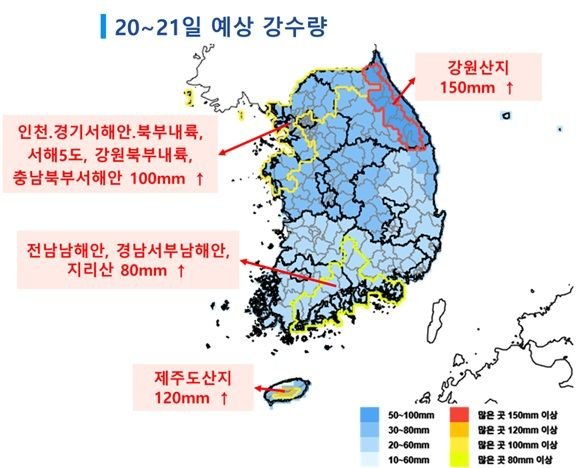 20~21일 예상 강수량
강원산지
150mm ↑
인천.경기서해안.북부내륙,
서해5도, 강원북부내륙,
충남북부서해안 100mm ↑
전남남해안, 경남서부남해안,
지리산 80mm ↑
제주도산지
120mm ↑
50~100mm
30~80mm
20~60mm
10~60mm
많은 곳 150mm 이상
많은 곳 120mm 이상
많은 곳 100mm 이상
많은 곳 80mm 이상